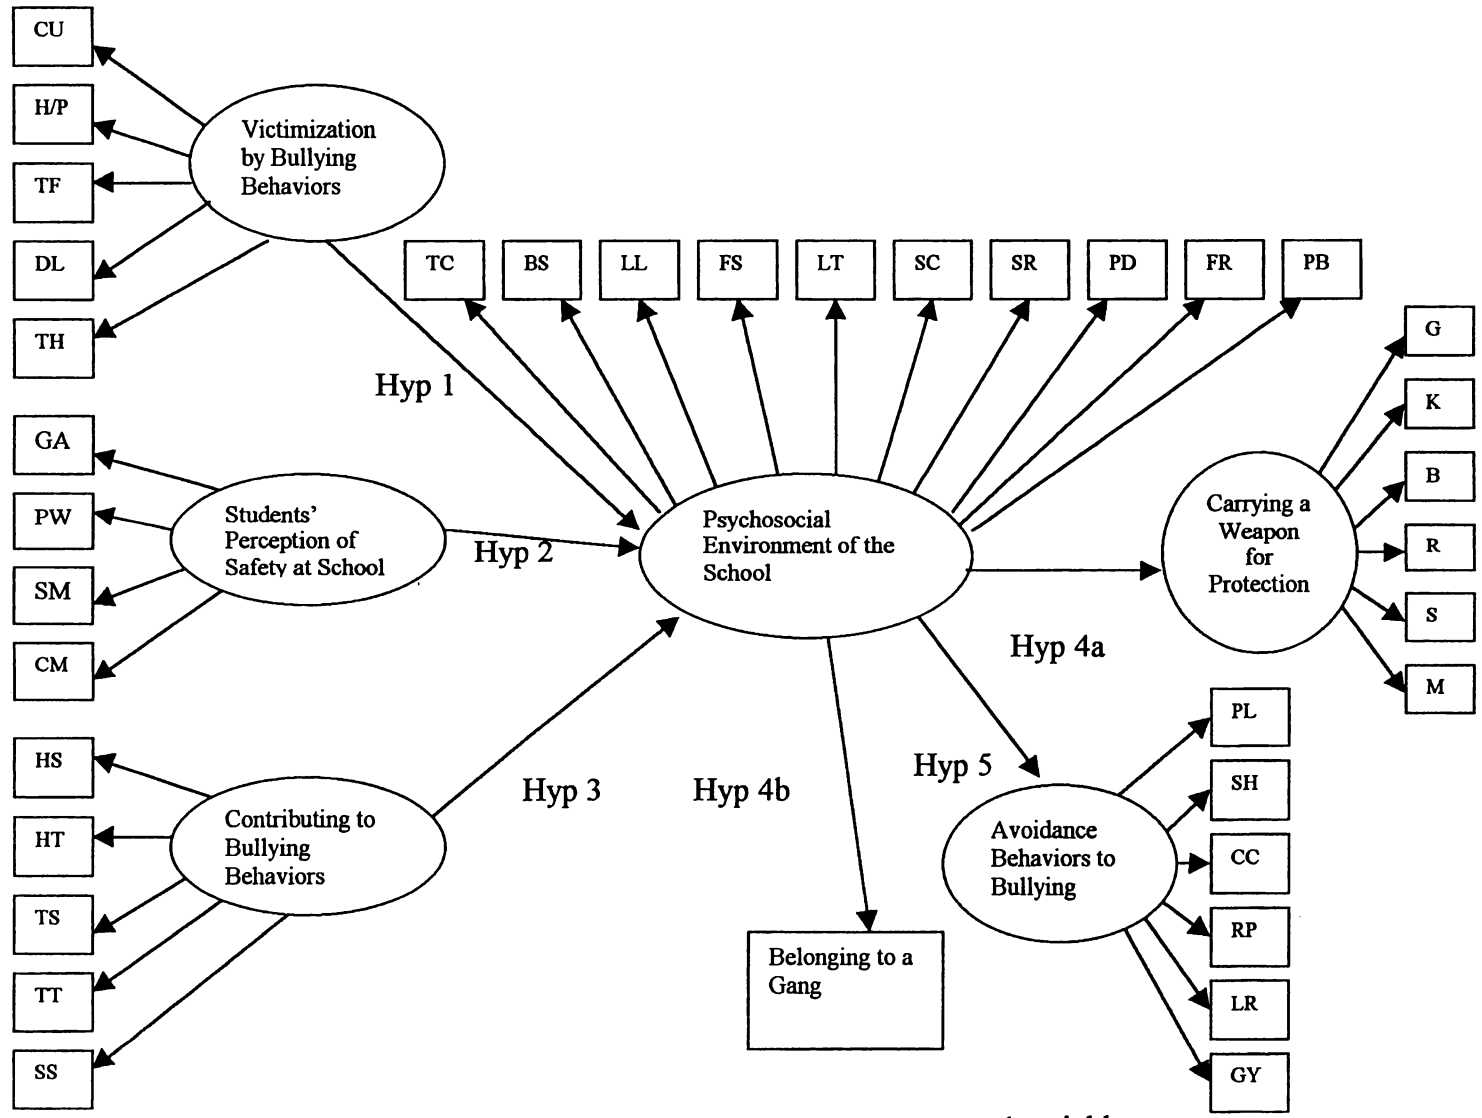 CU
H/P
TF
DL
TH
Victimization
by Bullying
Behaviors
TC
BS
LL
FS
LT
SC
SR
PD
FR
PB
Hyp 1
GA
PW
SM
CM
Students'
Perception of
Safety at School
Hyp 2
Psychosocial
Environment of the
School
Carrying a
Weapon
for
Protection
G
K
B
R
S
M
Hyp 4a
HS
HT
TS
TT
SS
Contributing to
Bullying
Behaviors
Hyp 3
Hyp 4b
Hyp 5
Belonging to a
Gang
Avoidance
Behaviors to
Bullying
PL
SH
CC
RP
LR
GY